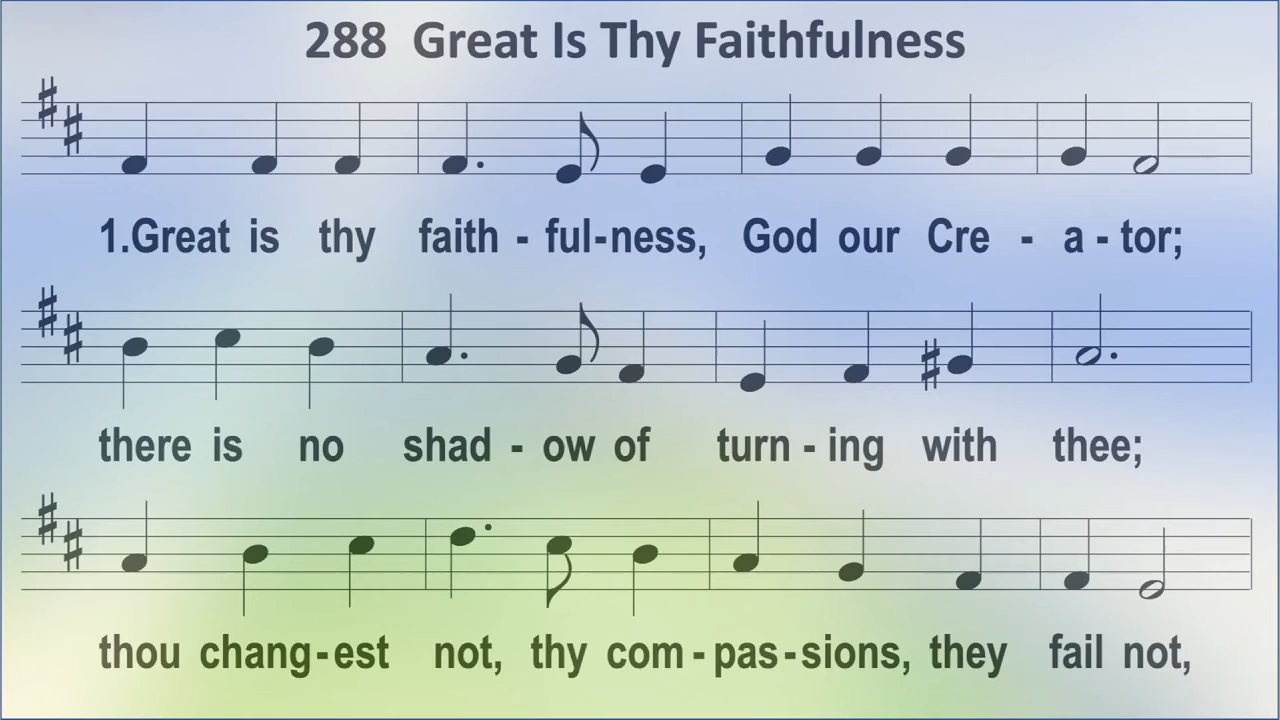 288 Great Is Thy Faithfulness
1.Great is thy faith - ful-ness, God our Cre - a - tor;
there is no shad - ow of turn - ing with thee;
thou chang-est not, thy com-pas-sions, they fail not,